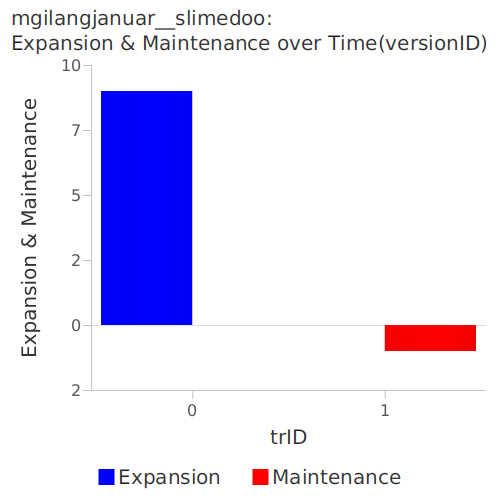 mgilangjanuar__slimedoo:
Expansion & Maintenance over Time(versionID)
Expansion & Maintenance
10
7
5
2
0
2
0
1
trID
Expansion
Maintenance